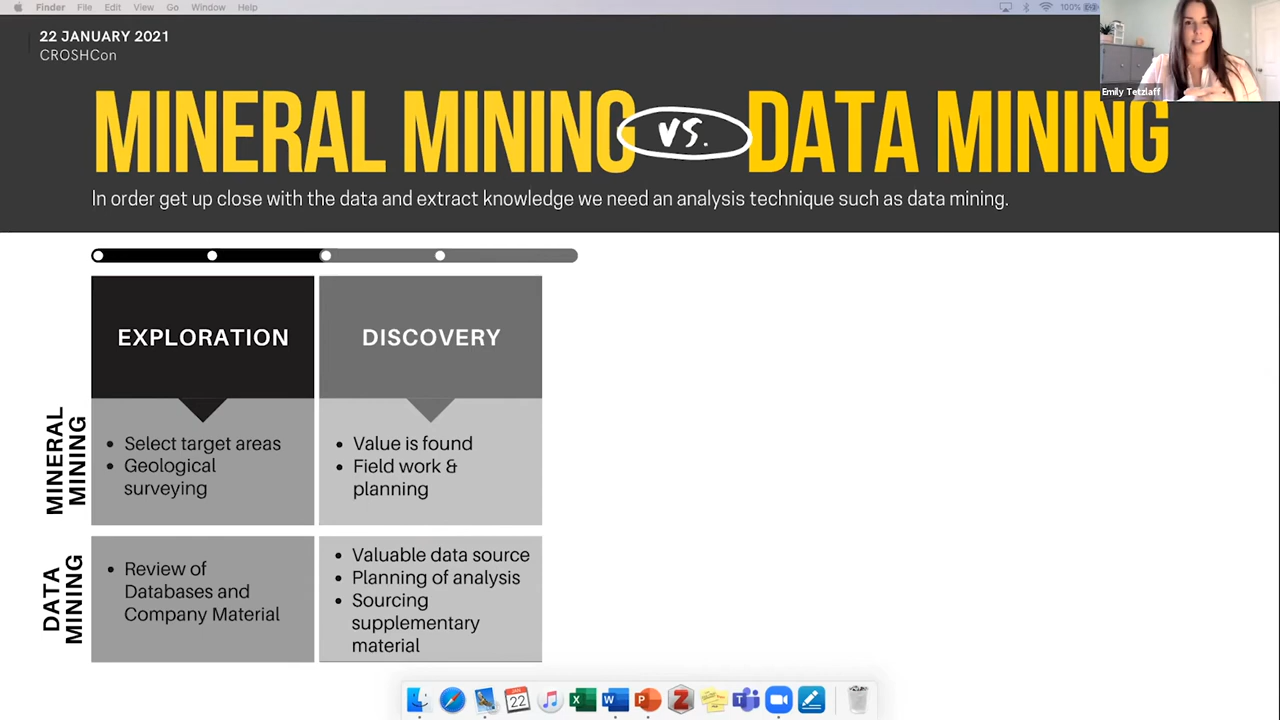 Finder File Edit View Go Window Help
100%
22 JANUARY 2021
CROSHCon
Emily Tetzlaff
MINERAL MINING VS. DATA MINING
In order get up close with the data and extract knowledge we need an analysis technique such as data mining.
EXPLORATION
DISCOVERY
MINERAL
MINING
• Select target areas
• Geological
surveying
• Value is found
• Field work &
planning
DATA
MINING
• Review of
Databases and
Company Material
• Valuable data source
• Planning of analysis
• Sourcing
supplementary
material
JAN
22
X
W
P
Z
T